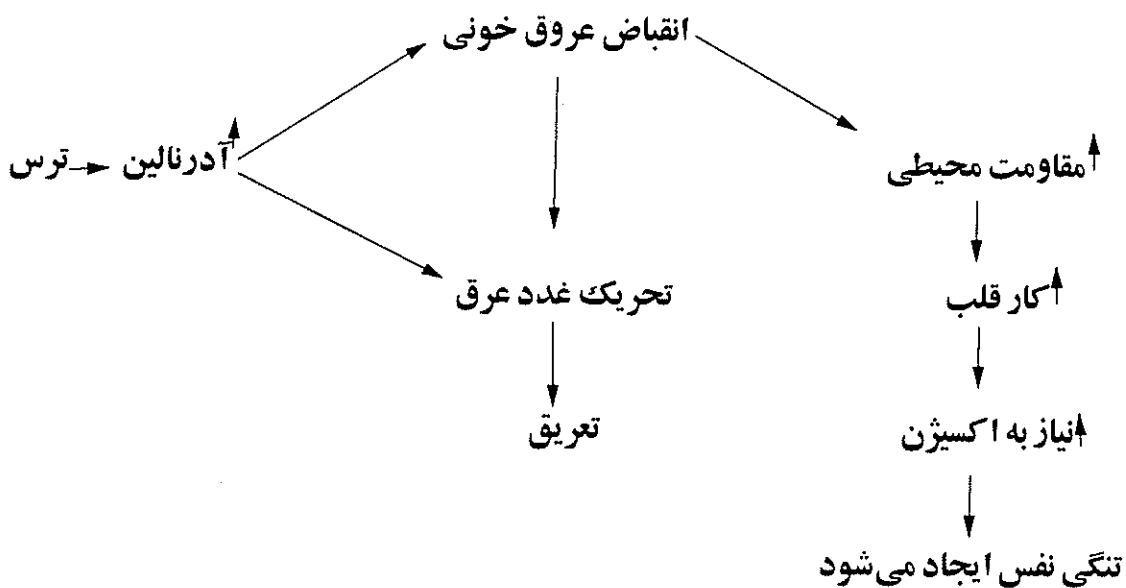 انقباض عروق خونی
ترس → آدرنالین ↑
مقاومت محیطی ↑
تحریک غدد عرق
کار قلب ↑
تعریق
نیاز به اکسیژن ↑
تنگی نفس ایجاد می‌شود